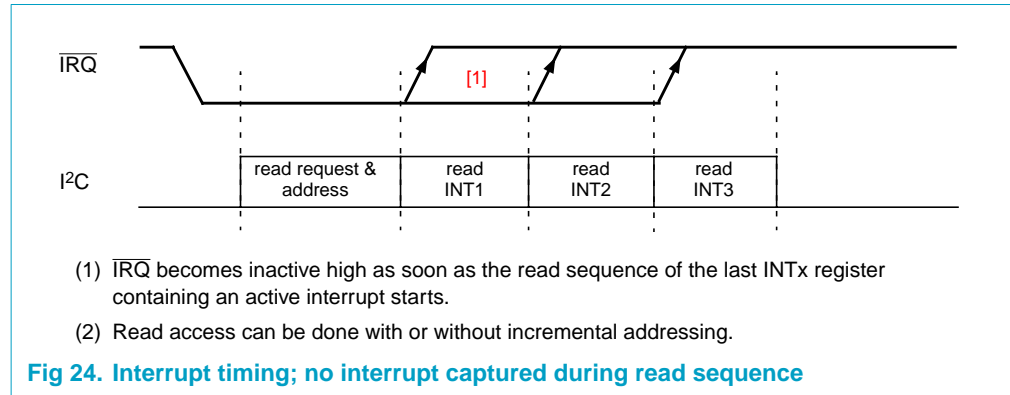 IRQ
[1]
I2C
read request &
address
read
INT1
read
INT2
read
INT3
(1) IRQ becomes inactive high as soon as the read sequence of the last INTx register
containing an active interrupt starts.
(2) Read access can be done with or without incremental addressing.
Fig 24. Interrupt timing; no interrupt captured during read sequence